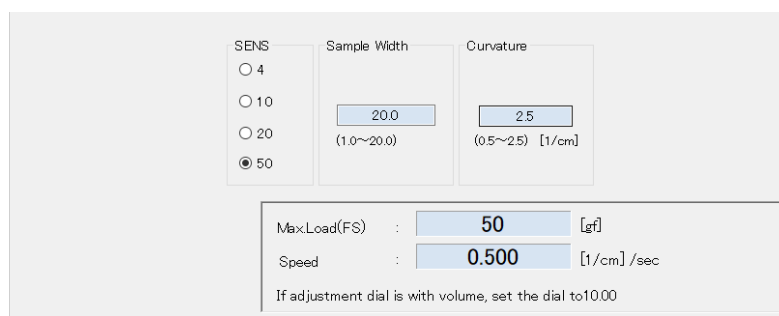 SENS Sample Width Curvature
4
10
20.0 2.5
20 (1.0~20.0) (0.5~2.5) [1/cm]
50
Max.Load(FS) : 50 [gf]
Speed : 0.500 [1/cm] /sec
If adjustment dial is with volume, set the dial to10.00